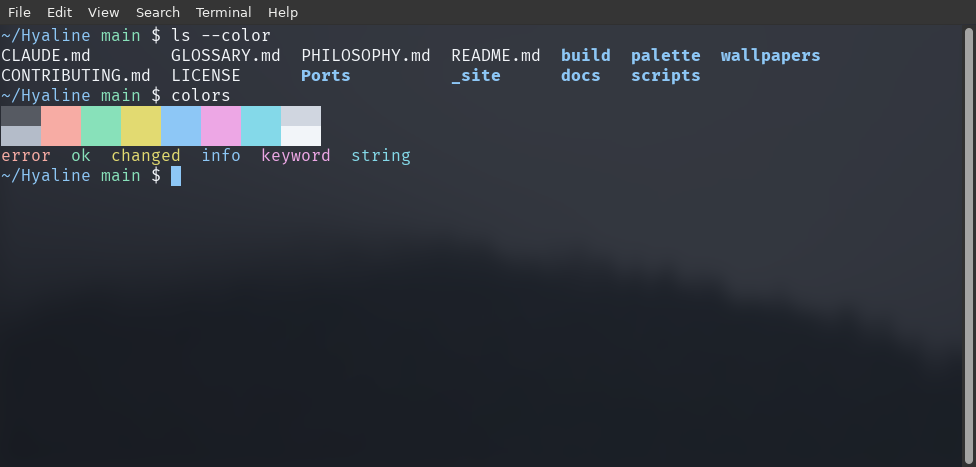 File Edit View Search Terminal Help
~/Hyaline main $ ls --color
CLAUDE.md GLOSSARY.md PHILOSOPHY.md README.md build palette wallpapers
CONTRIBUTING.md LICENSE Ports _site docs scripts
~/Hyaline main $ colors
error ok changed info keyword string
~/Hyaline main $